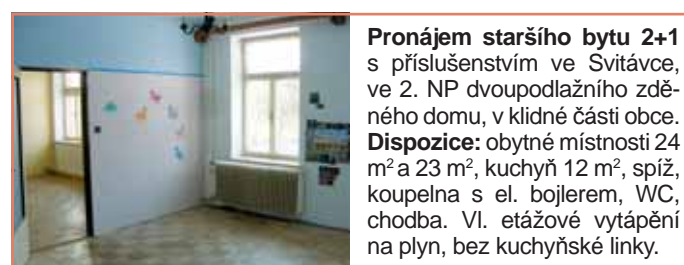 Pronájem staršího bytu 2+1
s příslušenstvím ve Svitávce,
ve 2. NP dvoupodlažního zdě-
ného domu, v klidné části obce.
Dispozice: obytné místnosti 24
m² a 23 m², kuchyň 12 m², spíž,
koupelna s el. bojlerem, WC,
chodba. Vl. etážové vytápění
na plyn, bez kuchyňské linky.